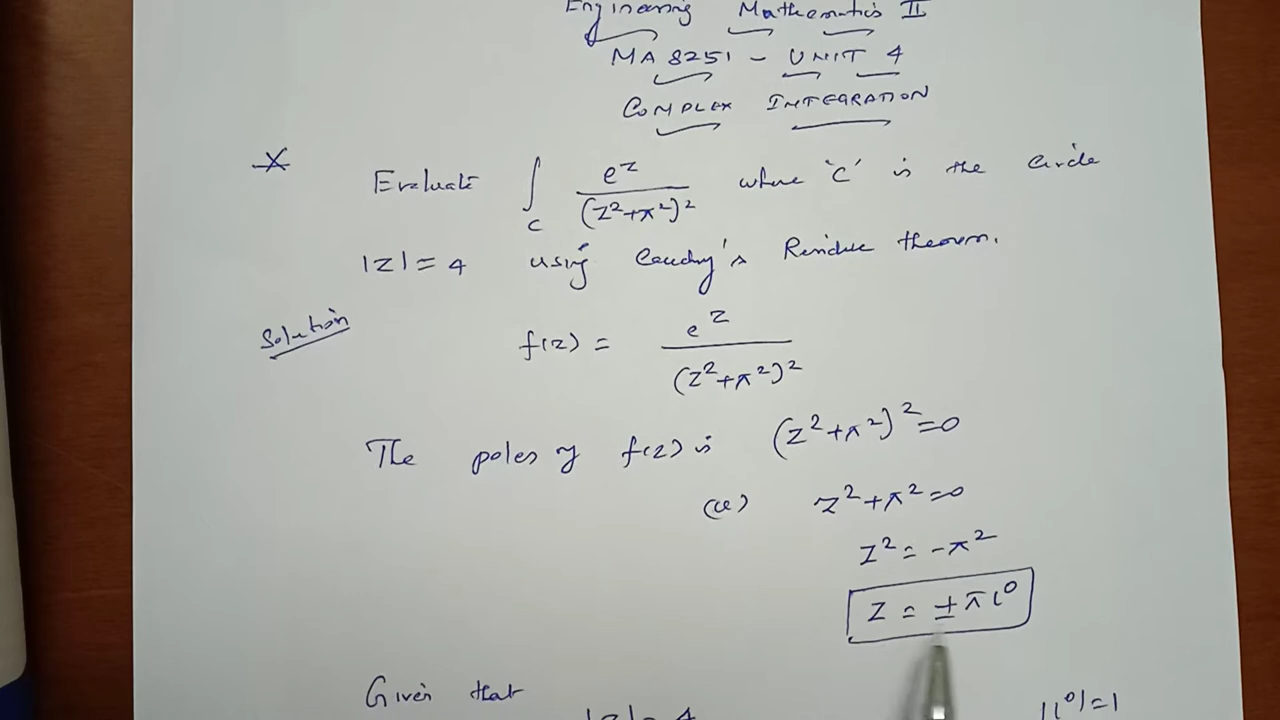 Engineering Mathematics II
MA 8251 - UNIT 4
COMPLEX INTEGRATION
Evaluate ∫_C e^z / (z²+π²)² where 'C' is the circle
|z| = 4 using Cauchy's Residue theorem.
Solution
f(z) = e^z / (z²+π²)²
The poles of f(z) is (z²+π²)² = 0
(ie) z²+π² = 0
z² = -π²
z = ± πi
Given that
|z| = 4 |i| = 1